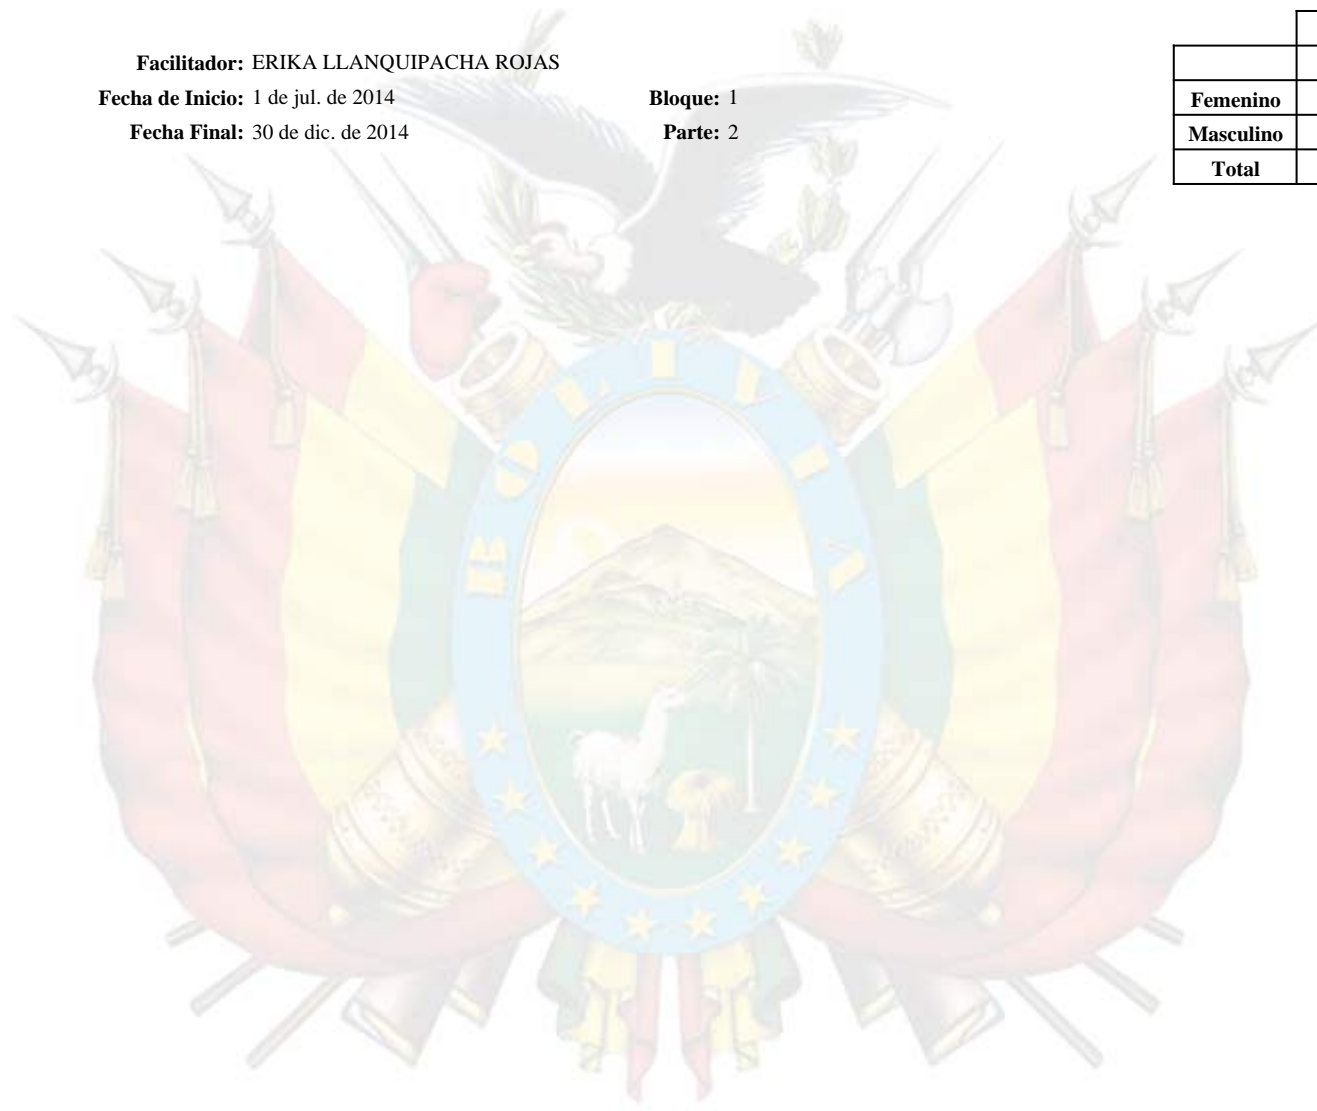 Facilitador: ERIKA LLANQUIPACHA ROJAS
Fecha de Inicio: 1 de jul. de 2014 Bloque: 1
Fecha Final: 30 de dic. de 2014 Parte: 2
Femenino
Masculino
Total
BOLIVIA